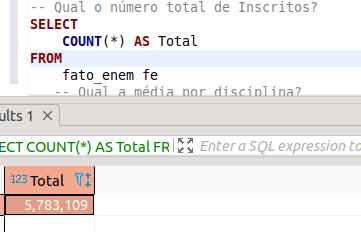 -- Qual o número total de Inscritos?
SELECT
COUNT(*) AS Total
FROM
fato_enem fe
-- Qual a média por disciplina?
ults 1
ECT COUNT(*) AS Total FR
Enter a SQL expression to
123 Total
5,783,109